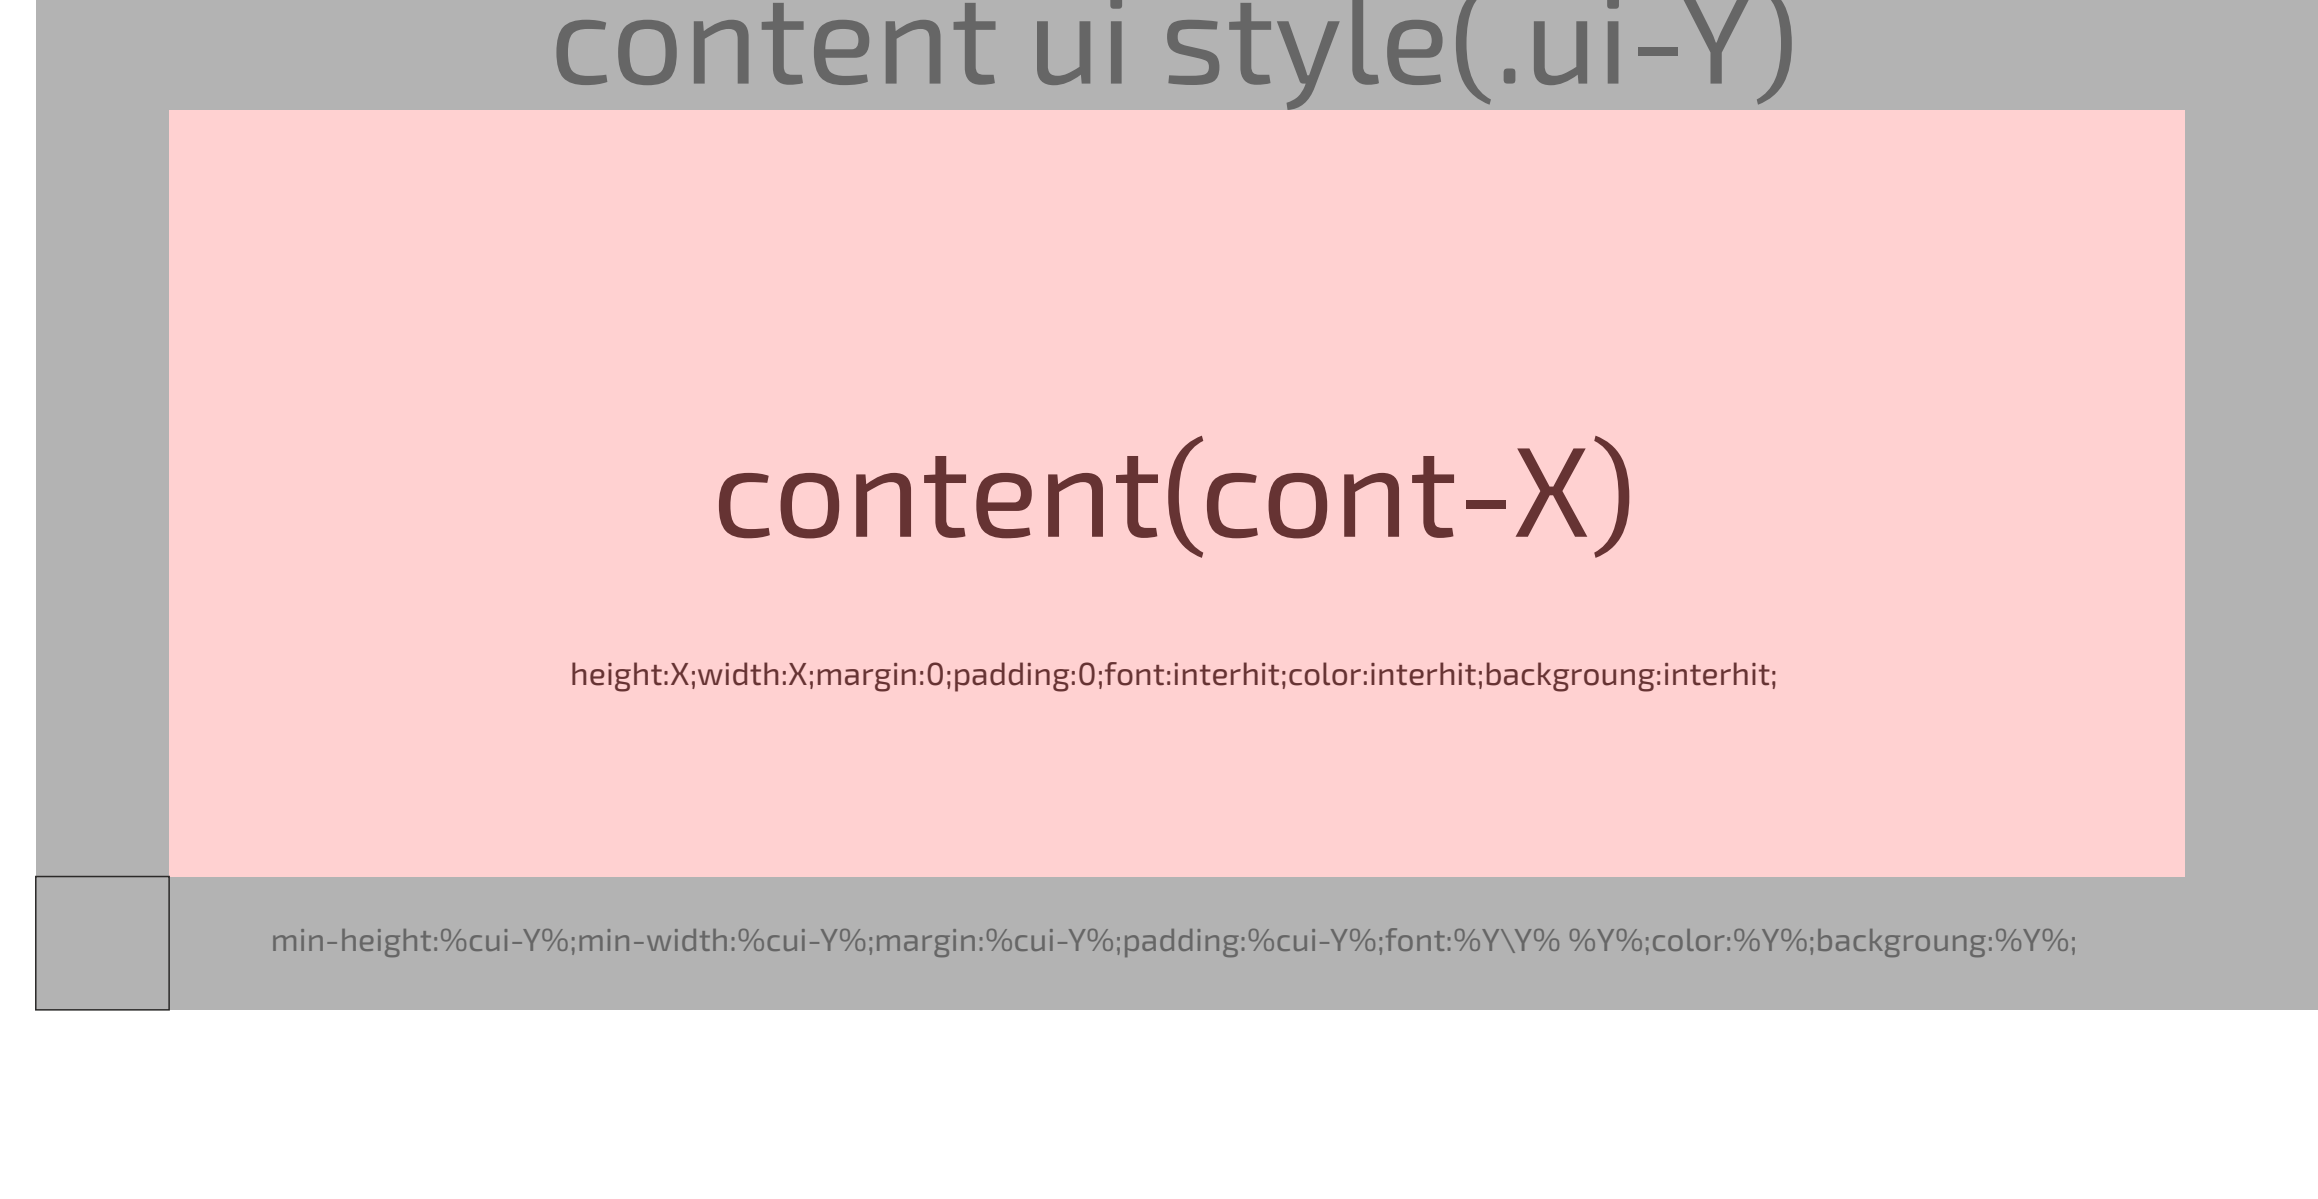 content ui style(.ui-Y)
content(cont-X)
height:X;width:X;margin:0;padding:0;font:interhit;color:interhit;backgroung:interhit;
min-height:%cui-Y%;min-width:%cui-Y%;margin:%cui-Y%;padding:%cui-Y%;font:%Y\Y% %Y%;color:%Y%;backgroung:%Y%;